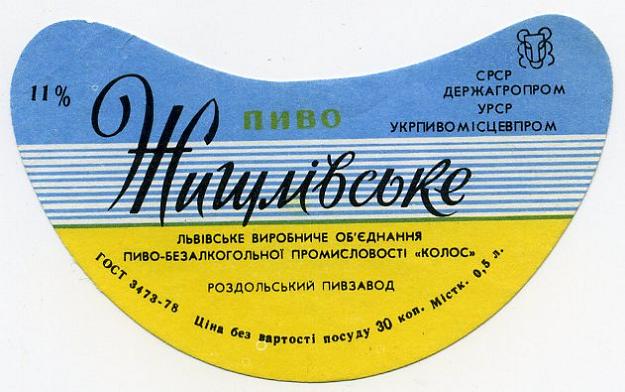 11%
ПИВО
СРСР
ДЕРЖАГРОПРОМ
УРСР
УКРПИВОМІСЦЕВПРОМ
Жигулівське
ЛЬВІВСЬКЕ ВИРОБНИЧЕ ОБ'ЄДНАННЯ
ПИВО-БЕЗАЛКОГОЛЬНОЇ ПРОМИСЛОВОСТІ «КОЛОС»
РОЗДОЛЬСЬКИЙ ПИВЗАВОД
ГОСТ 3473-78 Ціна без вартості посуду 30 коп. Містк. 0,5 л.